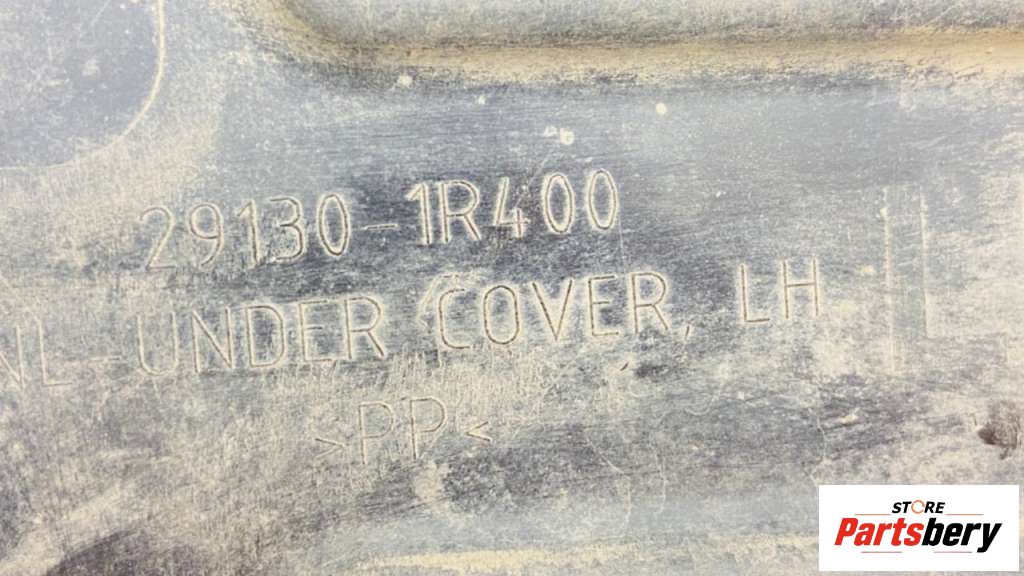 29130-1R400
NL-UNDER COVER, LH
>PP<
STORE
Partsbery